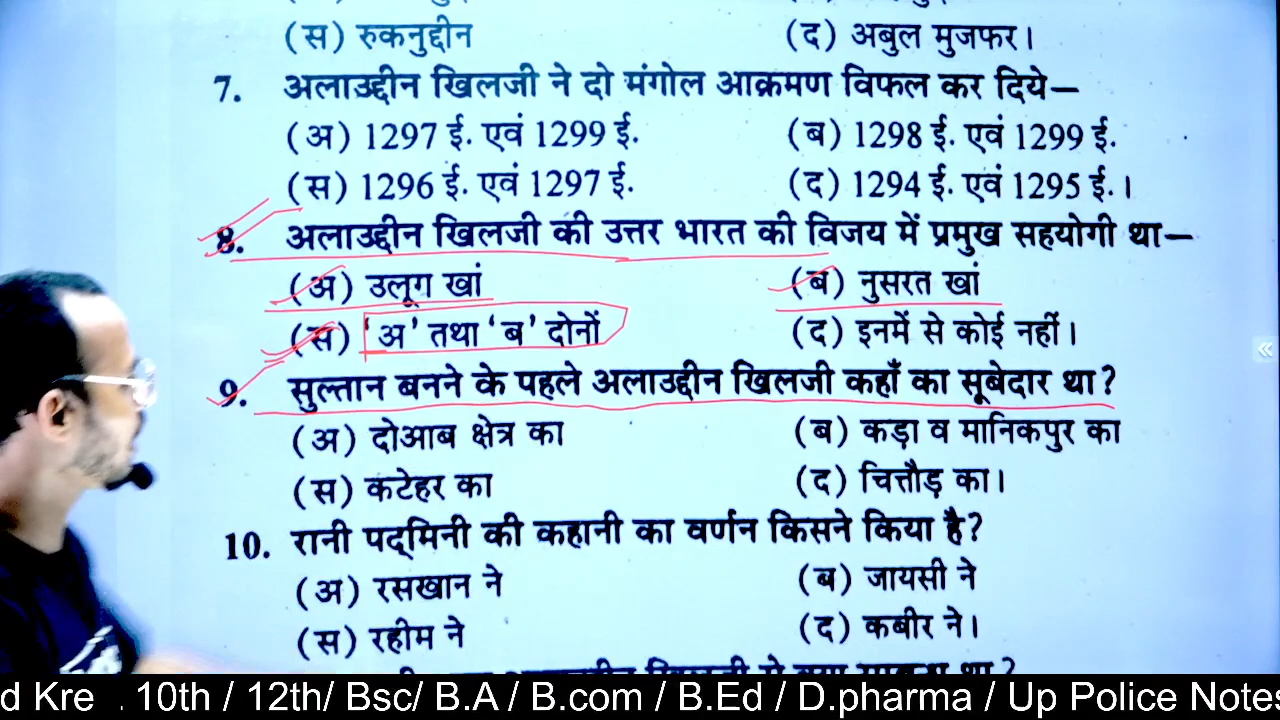 (स) रुकनुद्दीन (द) अबुल मुजफर।
7. अलाउद्दीन खिलजी ने दो मंगोल आक्रमण विफल कर दिये—
(अ) 1297 ई. एवं 1299 ई. (ब) 1298 ई. एवं 1299 ई.
(स) 1296 ई. एवं 1297 ई. (द) 1294 ई. एवं 1295 ई.।
8. अलाउद्दीन खिलजी की उत्तर भारत की विजय में प्रमुख सहयोगी था—
(अ) उलूग खां (ब) नुसरत खां
(स) 'अ' तथा 'ब' दोनों (द) इनमें से कोई नहीं।
9. सुल्तान बनने के पहले अलाउद्दीन खिलजी कहाँ का सूबेदार था?
(अ) दोआब क्षेत्र का (ब) कड़ा व मानिकपुर का
(स) कटेहर का (द) चित्तौड़ का।
10. रानी पद्मिनी की कहानी का वर्णन किसने किया है?
(अ) रसखान ने (ब) जायसी ने
(स) रहीम ने (द) कबीर ने।
d Kre . 10th / 12th/ Bsc/ B.A / B.com / B.Ed / D.pharma / Up Police Notes